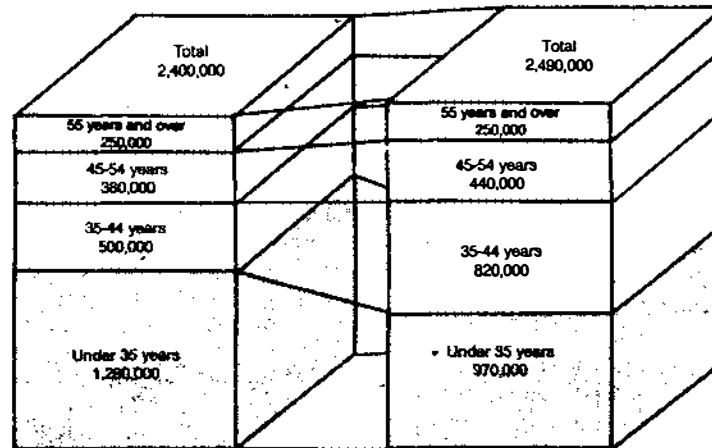 Total
2,400,000
55 years and over
250,000
45-54 years
380,000
35-44 years
500,000
Under 35 years
1,280,000
Total
2,490,000
55 years and over
250,000
45-54 years
440,000
35-44 years
820,000
Under 35 years
970,000